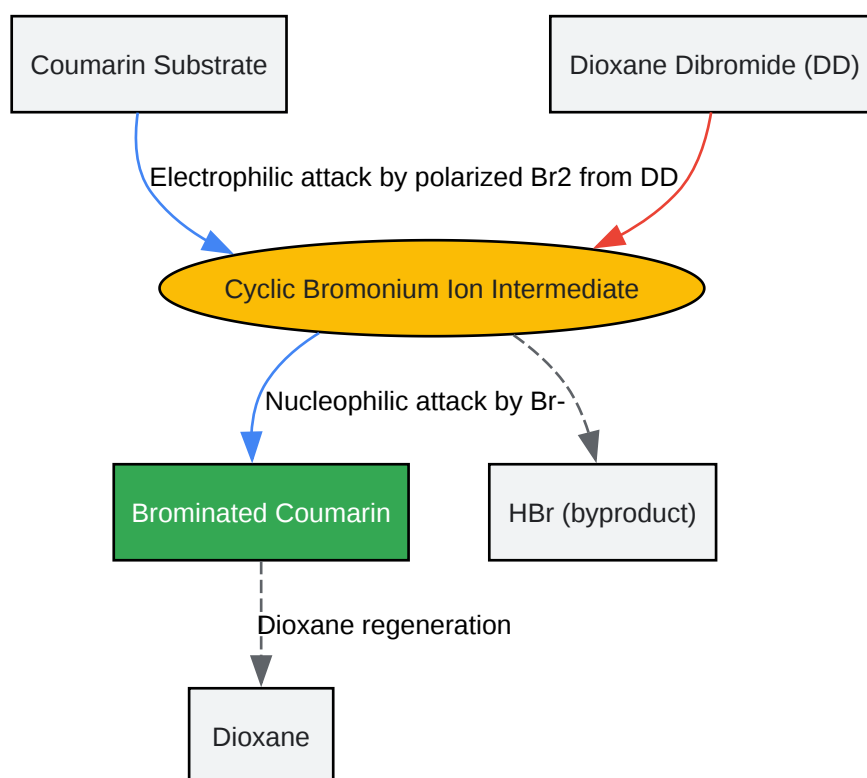 Coumarin Substrate
Dioxane Dibromide (DD)
Electrophilic attack by polarized Br2 from DD
Cyclic Bromonium Ion Intermediate
Nucleophilic attack by Br-
Brominated Coumarin
HBr (byproduct)
Dioxane regeneration
Dioxane